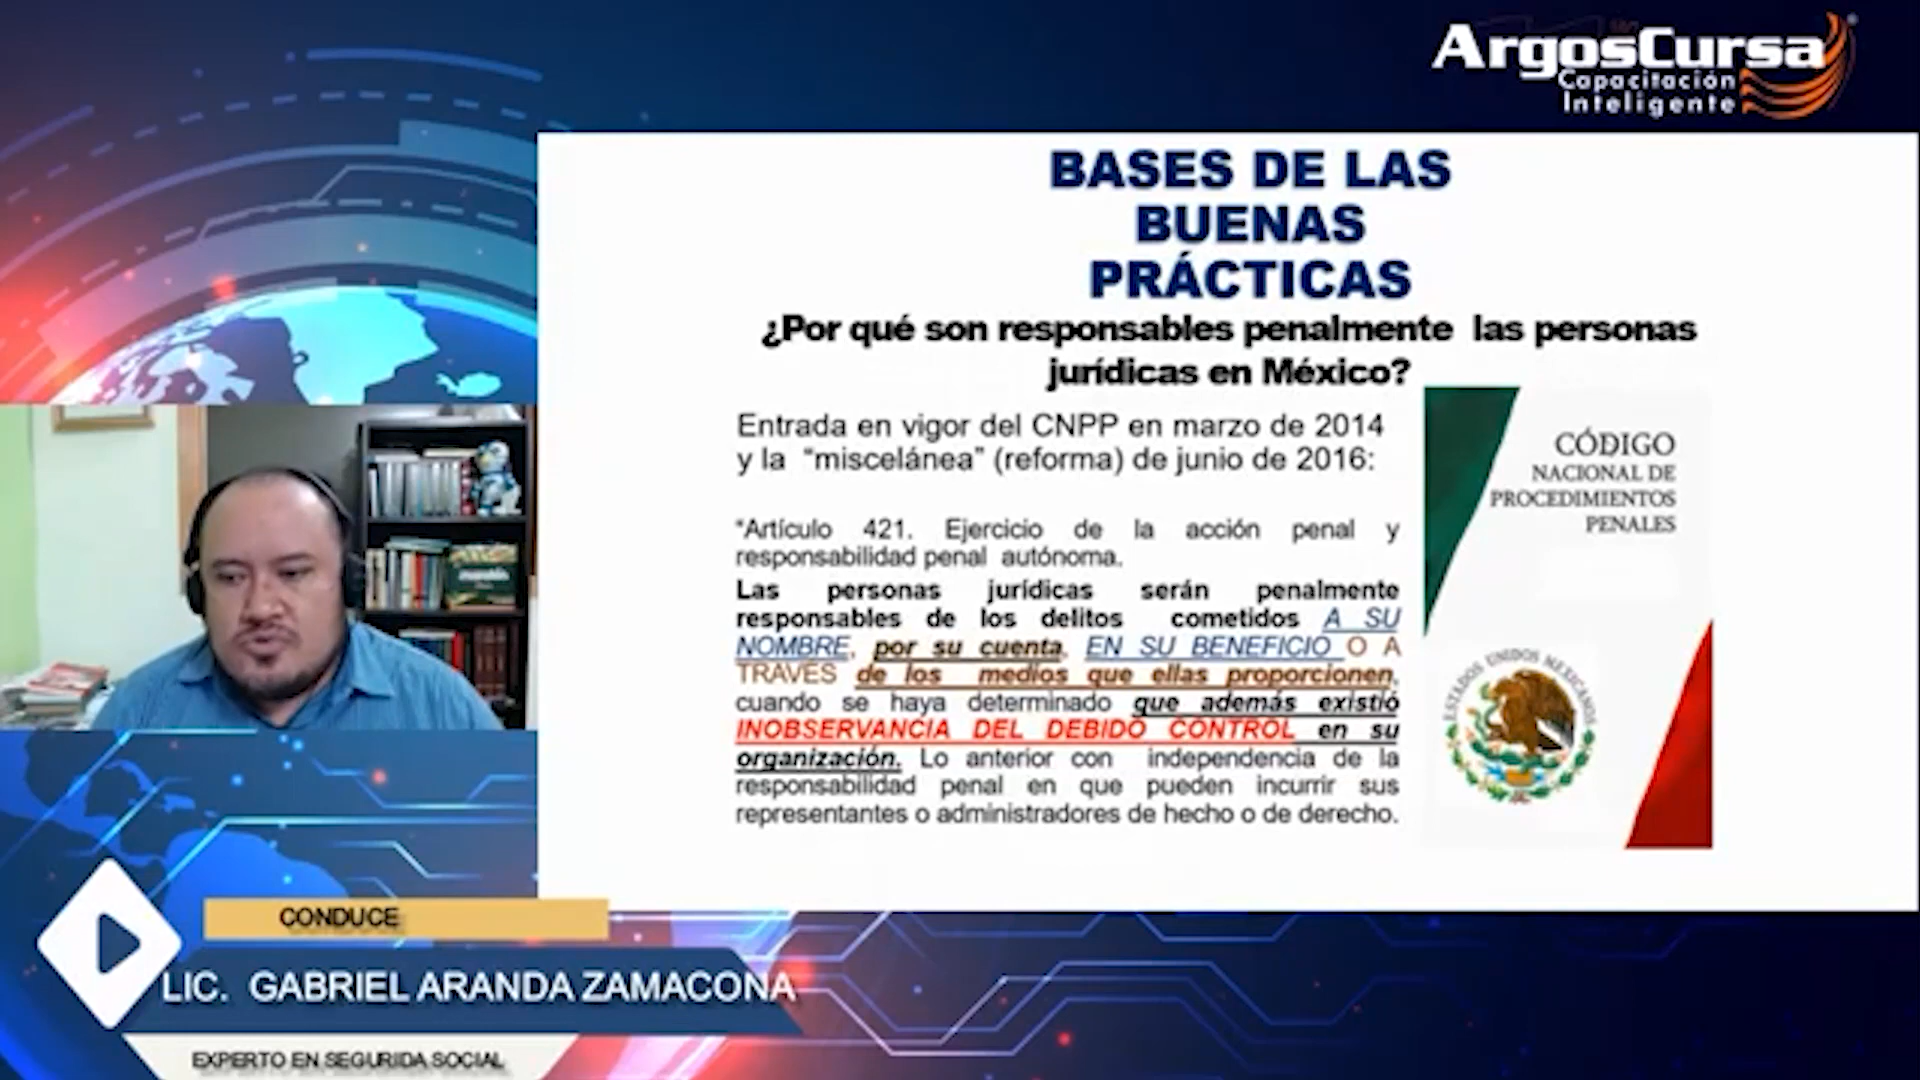 ArgosCursa
Capacitación
Inteligente
BASES DE LAS
BUENAS
PRÁCTICAS
¿Por qué son responsables penalmente las personas
jurídicas en México?
Entrada en vigor del CNPP en marzo de 2014
y la “miscelánea” (reforma) de junio de 2016:
“Artículo 421. Ejercicio de la acción penal y
responsabilidad penal autónoma.
Las personas jurídicas serán penalmente
responsables de los delitos cometidos A SU
NOMBRE, por su cuenta, EN SU BENEFICIO O A
TRAVÉS de los medios que ellas proporcionen,
cuando se haya determinado que además existió
INOBSERVANCIA DEL DEBIDO CONTROL en su
organización. Lo anterior con independencia de la
responsabilidad penal en que pueden incurrir sus
representantes o administradores de hecho o de derecho.
CÓDIGO
NACIONAL DE
PROCEDIMIENTOS
PENALES
ESTADOS UNIDOS MEXICANOS
CONDUCE
LIC. GABRIEL ARANDA ZAMACONA
EXPERTO EN SEGURIDA SOCIAL